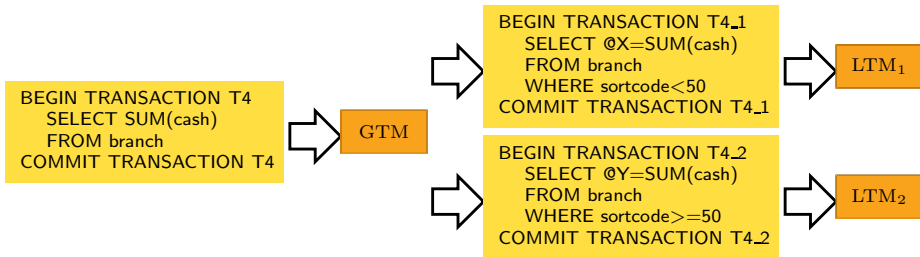 BEGIN TRANSACTION T4
SELECT SUM(cash)
FROM branch
COMMIT TRANSACTION T4
GTM
BEGIN TRANSACTION T4_1
SELECT @X=SUM(cash)
FROM branch
WHERE sortcode<50
COMMIT TRANSACTION T4_1
LTM₁
BEGIN TRANSACTION T4_2
SELECT @Y=SUM(cash)
FROM branch
WHERE sortcode>=50
COMMIT TRANSACTION T4_2
LTM₂